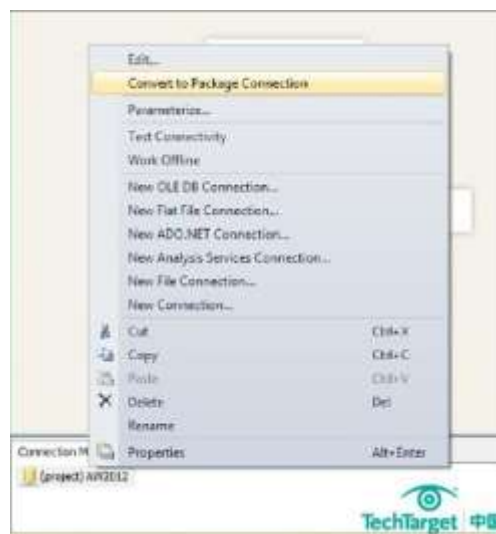 Edit...
Convert to Package Connection
Parameterize...
Test Connectivity
Work Offline
New OLE DB Connection...
New Flat File Connection...
New ADO.NET Connection...
New Analysis Services Connection...
New File Connection...
New Connection...
Cut Ctrl+X
Copy Ctrl+C
Paste Ctrl+V
Delete Del
Rename
Properties Alt+Enter
Connection M
(project) AW2012
TechTarget 中国